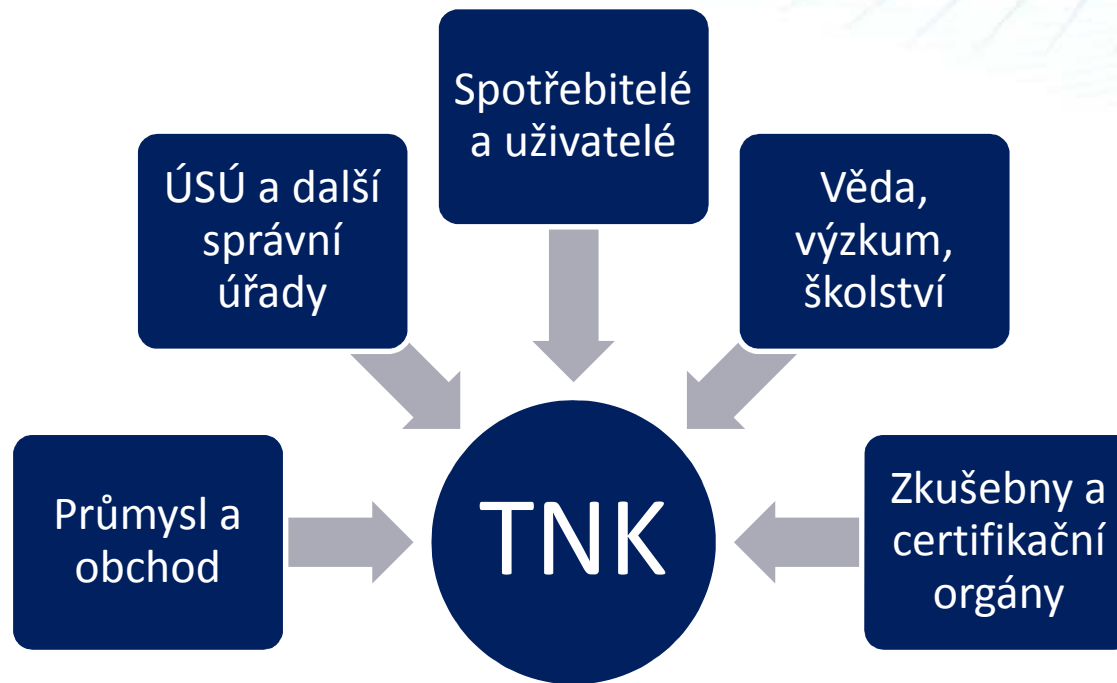 Spotřebitelé
a uživatelé
ÚSÚ a další
správní
úřady
Věda,
výzkum,
školství
Průmysl a
obchod
TNK
Zkušebny a
certifikační
orgány